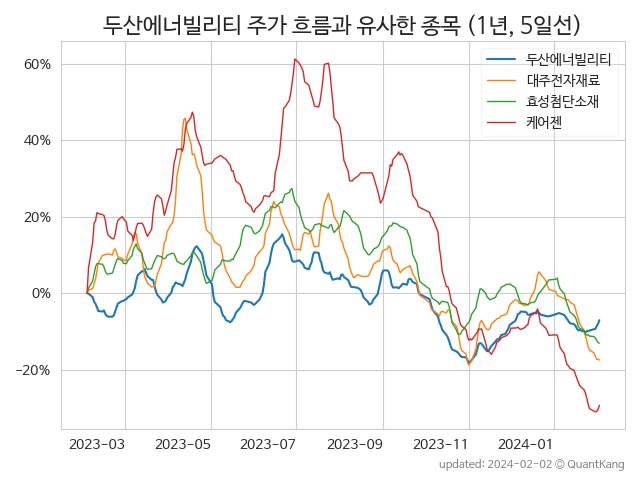 두산에너빌리티 주가 흐름과 유사한 종목 (1년, 5일선)
두산에너빌리티
대주전자재료
효성첨단소재
케어젠
60%
40%
20%
0%
−20%
2023-03
2023-05
2023-07
2023-09
2023-11
2024-01
updated: 2024-02-02 © QuantKang